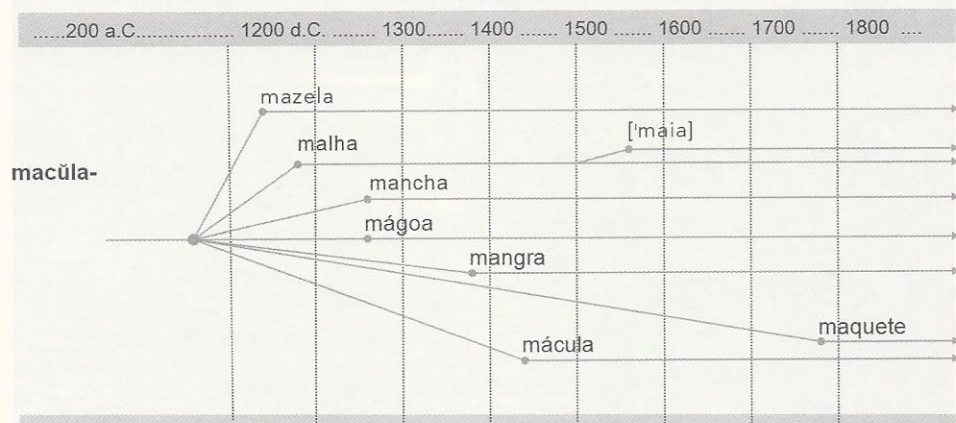 ......200 a.C................. 1200 d.C. ........ 1300....... 1400 ....... 1500 ....... 1600 ....... 1700 ....... 1800 ....
mazela
['maia]
malha
macŭla-
mancha
mágoa
mangra
maquete
mácula